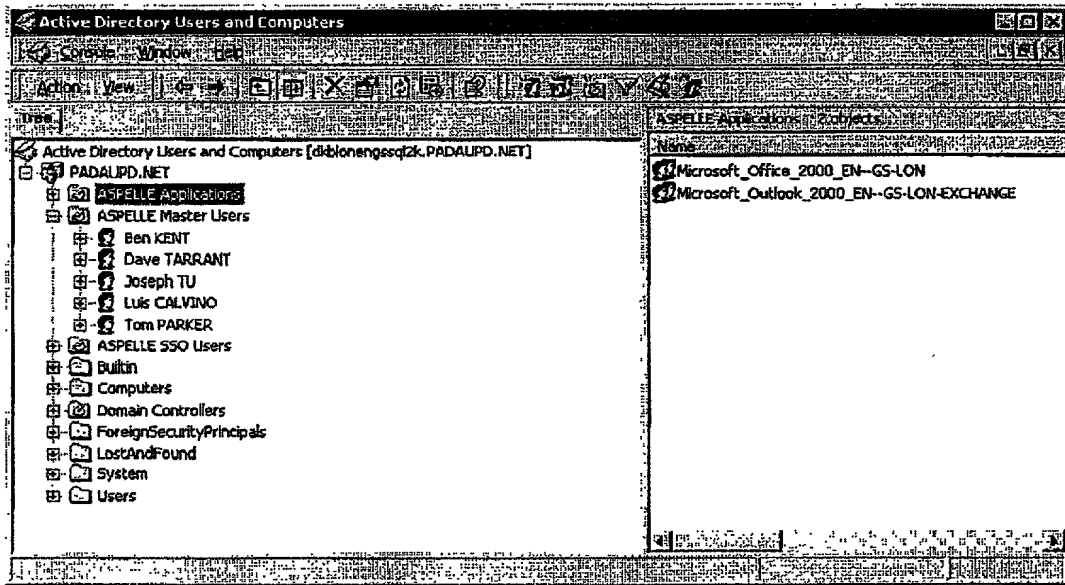 Active Directory Users and Computers
Console Window Help
Action View
Tree
ASPELLE Applications 2 objects
Active Directory Users and Computers [dkblonengssql2k.PADAUPD.NET]
Name
PADAUPD.NET
Microsoft_Office_2000_EN--GS-LON
ASPELLE Applications
Microsoft_Outlook_2000_EN--GS-LON-EXCHANGE
ASPELLE Master Users
Ben KENT
Dave TARRANT
Joseph TU
Luis CALVINO
Tom PARKER
ASPELLE SSO Users
Builtin
Computers
Domain Controllers
ForeignSecurityPrincipals
LostAndFound
System
Users